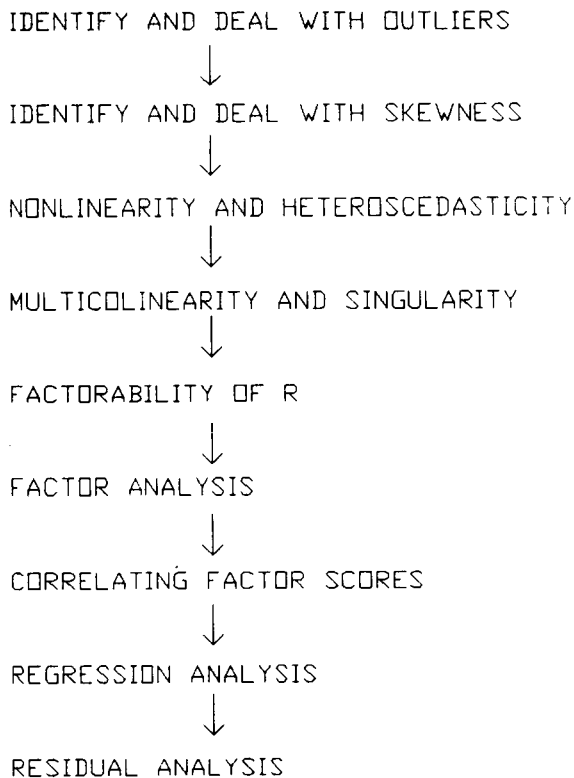 IDENTIFY AND DEAL WITH OUTLIERS
IDENTIFY AND DEAL WITH SKEWNESS
NONLINEARITY AND HETEROSCEDASTICITY
MULTICOLINEARITY AND SINGULARITY
FACTORABILITY OF R
FACTOR ANALYSIS
CORRELATING FACTOR SCORES
REGRESSION ANALYSIS
RESIDUAL ANALYSIS